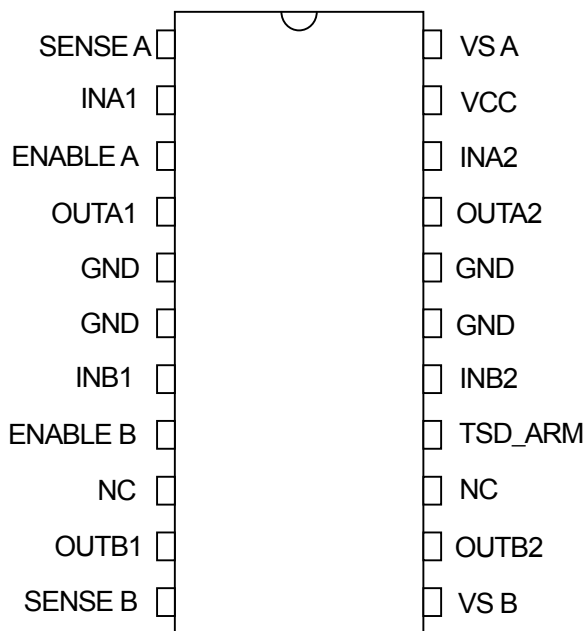 SENSE A VS A
INA1 VCC
ENABLE A INA2
OUTA1 OUTA2
GND GND
GND GND
INB1 INB2
ENABLE B TSD_ARM
NC NC
OUTB1 OUTB2
SENSE B VS B